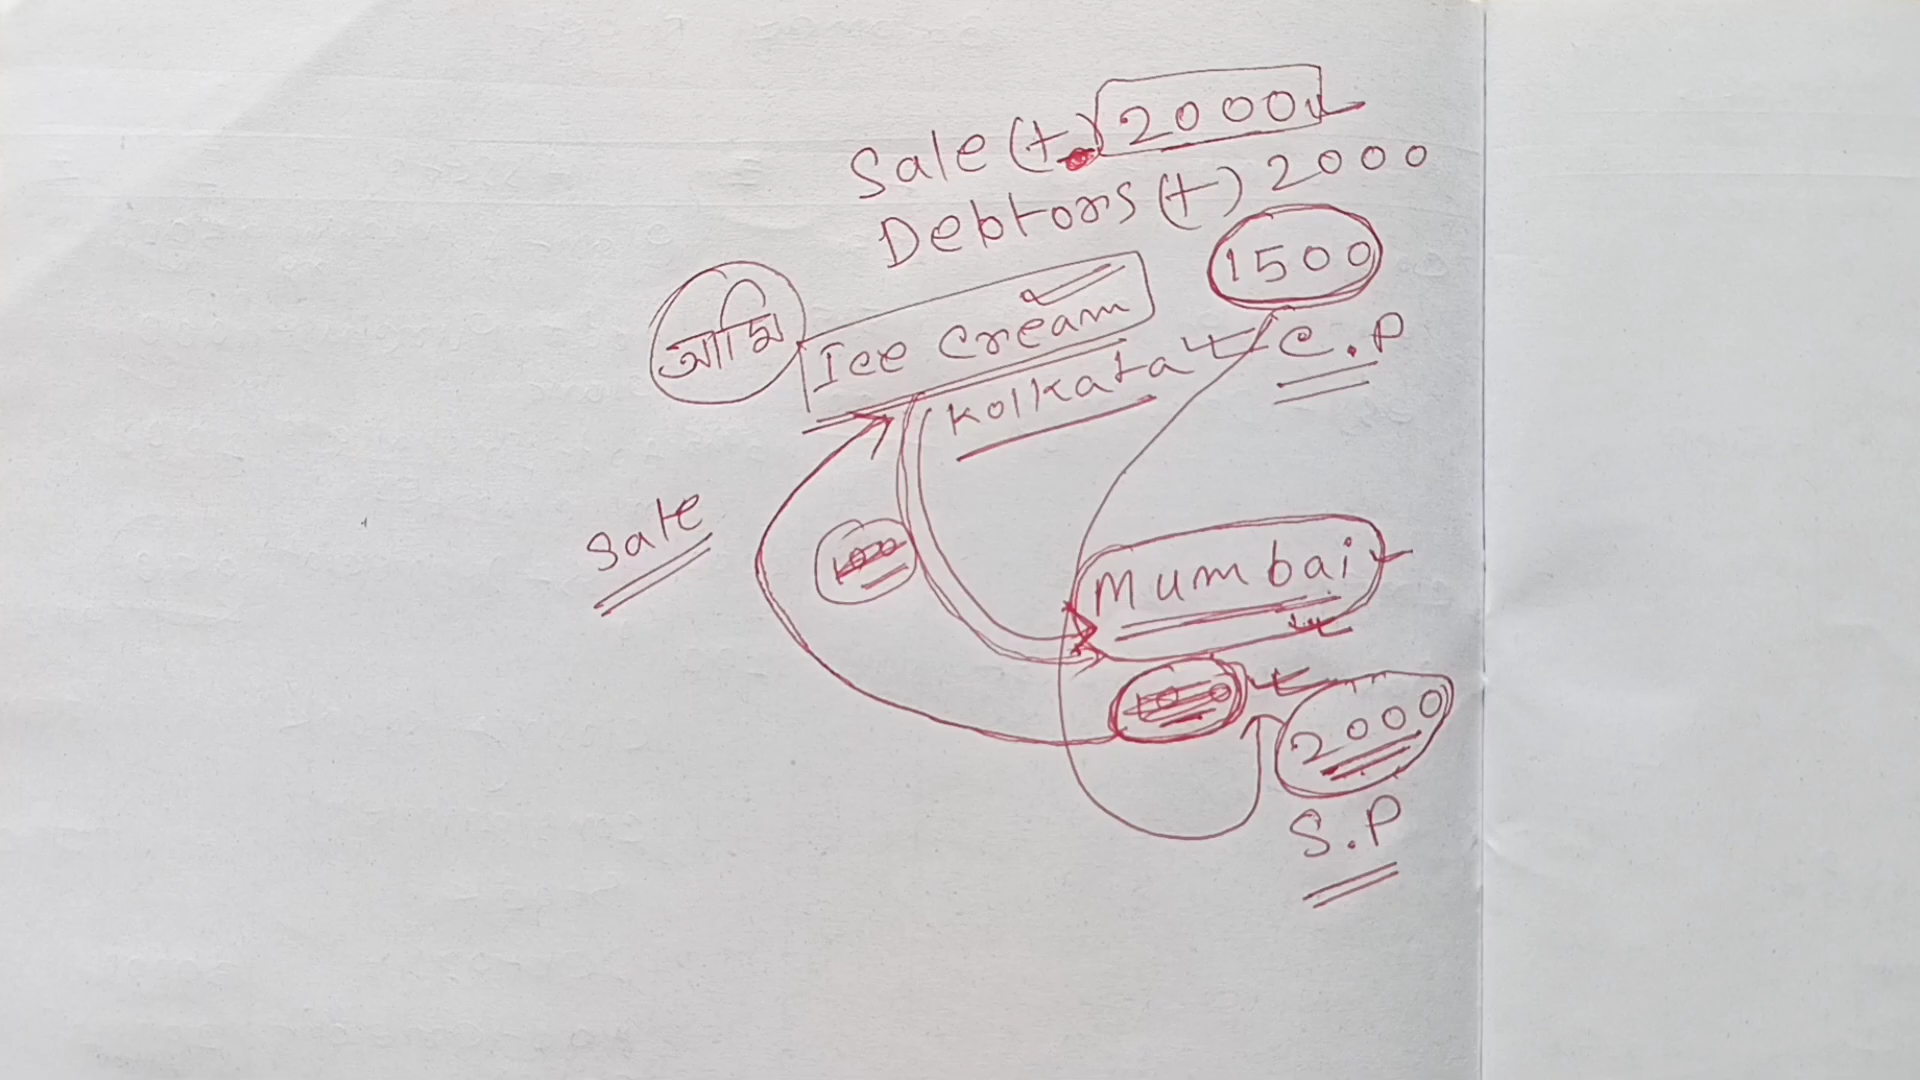 Sale (+) 2000
Debtors (+) 2000
1500
আমি
Ice cream
Kolkata
C.P
Sale
Mumbai
2000
S.P